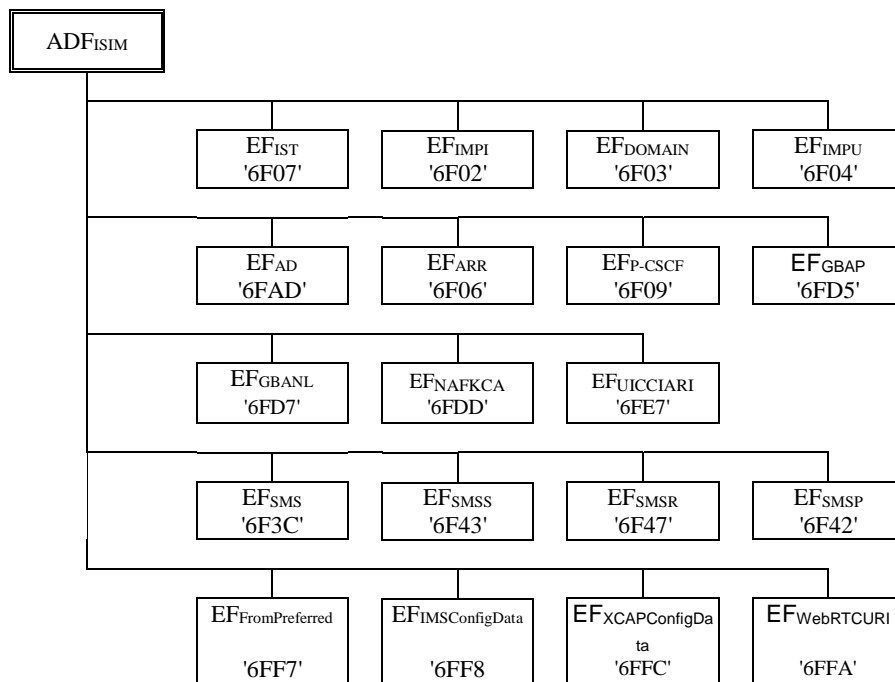 ADFISIM
EFIST
'6F07'
EFIMPI
'6F02'
EFDOMAIN
'6F03'
EFIMPU
'6F04'
EFAD
'6FAD'
EFARR
'6F06'
EFP-CSCF
'6F09'
EFGBAP
'6FD5'
EFGBANL
'6FD7'
EFNAFKCA
'6FDD'
EFUICCIARI
'6FE7'
EFSMS
'6F3C'
EFSMSS
'6F43'
EFSMSR
'6F47'
EFSMSP
'6F42'
EFFromPreferred
'6FF7'
EFIMSConfigData
'6FF8
EFXCAPConfigDa
ta
'6FFC'
EFWebRTCURI
'6FFA'